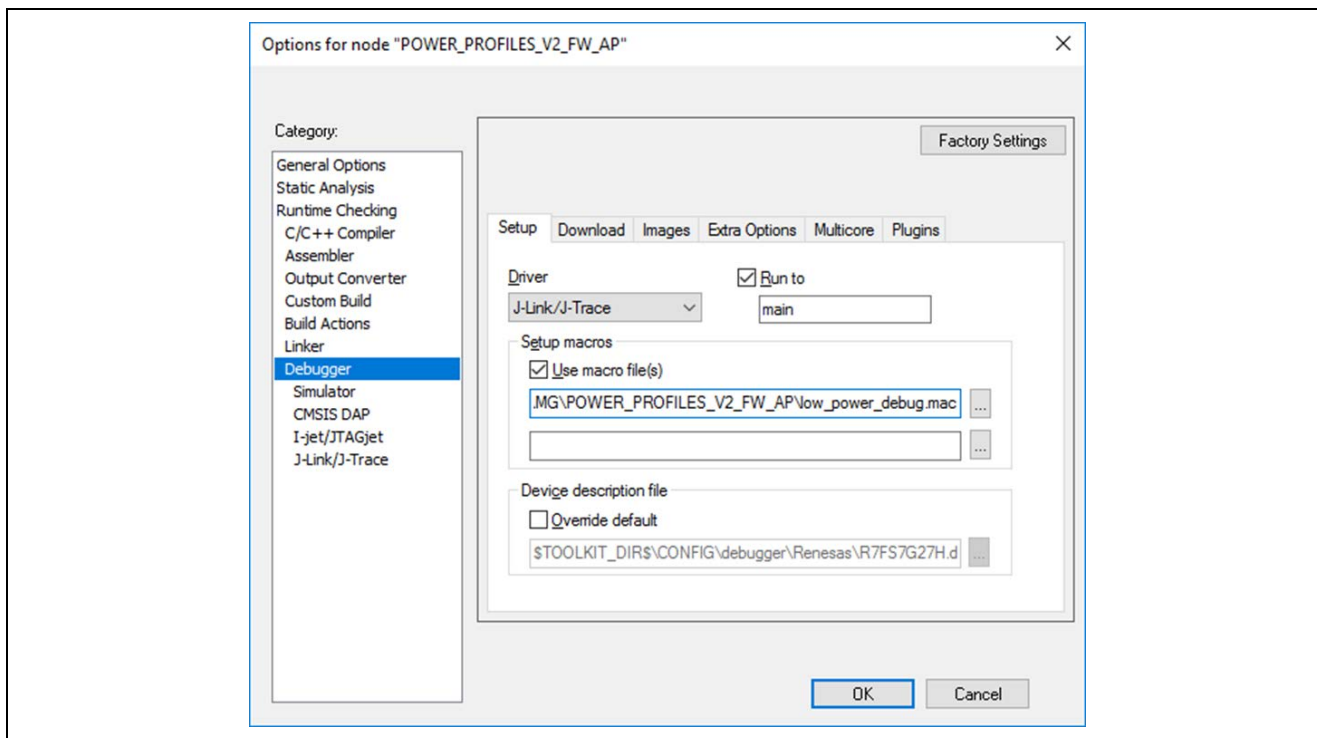 Options for node "POWER_PROFILES_V2_FW_AP"
Category:
General Options
Static Analysis
Runtime Checking
C/C++ Compiler
Assembler
Output Converter
Custom Build
Build Actions
Linker
Debugger
Simulator
CMSIS DAP
I-jet/JTAGjet
J-Link/J-Trace
Factory Settings
Setup Download Images Extra Options Multicore Plugins
Driver
Run to
J-Link/J-Trace
main
Setup macros
Use macro file(s)
.MG\POWER_PROFILES_V2_FW_AP\low_power_debug.mac
...
...
Device description file
Override default
$TOOLKIT_DIR$\CONFIG\debugger\Renesas\R7FS7G27H.d
...
OK Cancel